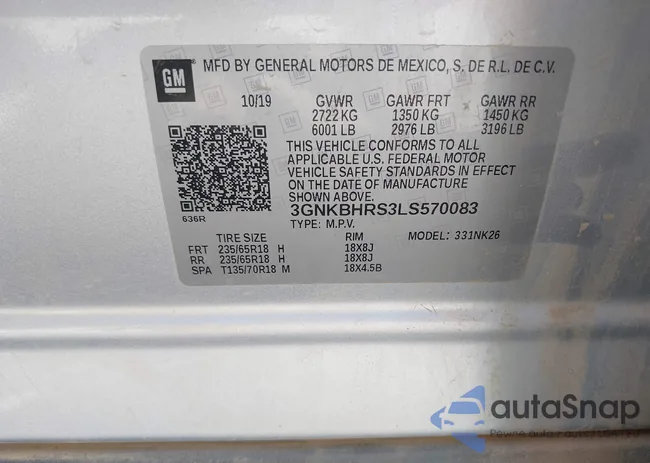 GM MFD BY GENERAL MOTORS DE MEXICO, S. DE R.L. DE C.V.
10/19 GVWR GAWR FRT GAWR RR
2722 KG 1350 KG 1450 KG
6001 LB 2976 LB 3196 LB
THIS VEHICLE CONFORMS TO ALL
APPLICABLE U.S. FEDERAL MOTOR
VEHICLE SAFETY STANDARDS IN EFFECT
ON THE DATE OF MANUFACTURE
SHOWN ABOVE.
3GNKBHRS3LS570083
636R
TYPE: M.P.V.
TIRE SIZE RIM MODEL: 331NK26
FRT 235/65R18 H 18X8J
RR 235/65R18 H 18X8J
SPA T135/70R18 M 18X4.5B
autaSnap
Pewne auto